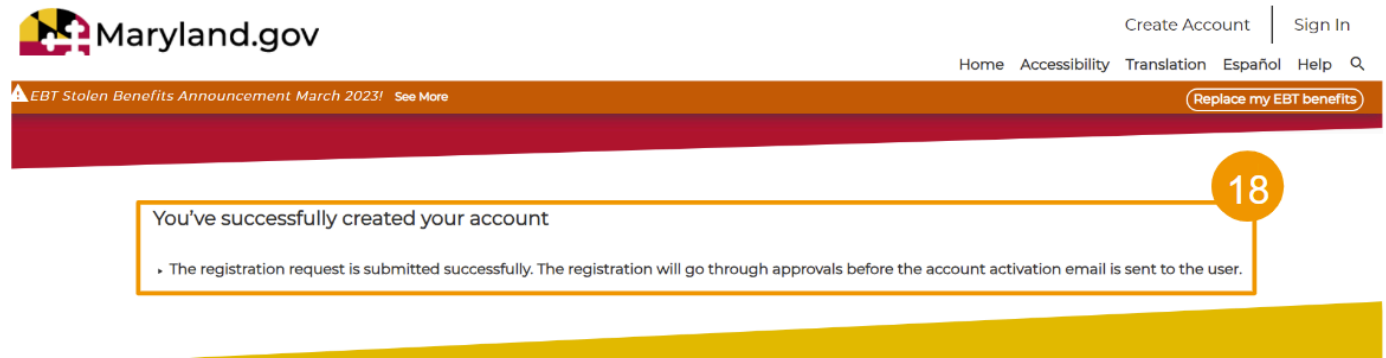 Maryland.gov
Create Account
Sign In
Home Accessibility Translation Español Help
EBT Stolen Benefits Announcement March 2023! See More
Replace my EBT benefits
18
You’ve successfully created your account
The registration request is submitted successfully. The registration will go through approvals before the account activation email is sent to the user.